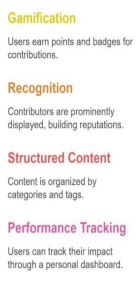 Gamification
Users earn points and badges for
contributions.
Recognition
Contributors are prominently
displayed, building reputations.
Structured Content
Content is organized by
categories and tags.
Performance Tracking
Users can track their impact
through a personal dashboard.